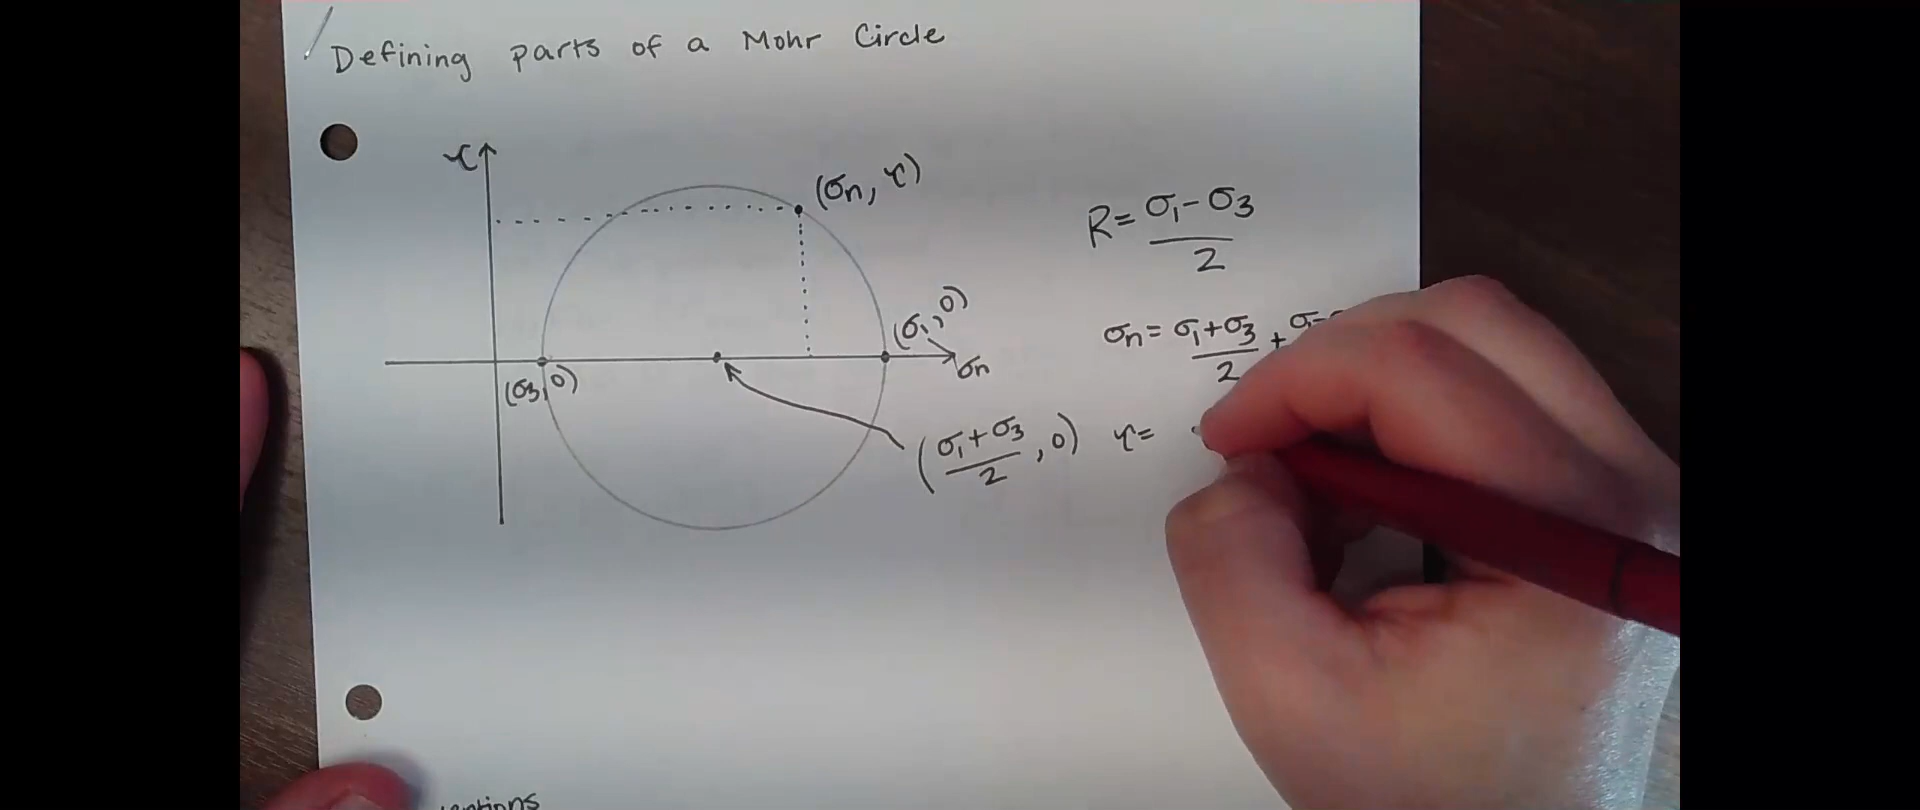 Defining parts of a Mohr Circle
τ
(σn, τ)
R = σ1 - σ3 / 2
(σ1, 0)
σn
(σ3, 0)
σn = σ1 + σ3 / 2 +
(σ1 + σ3 / 2, 0)
τ =